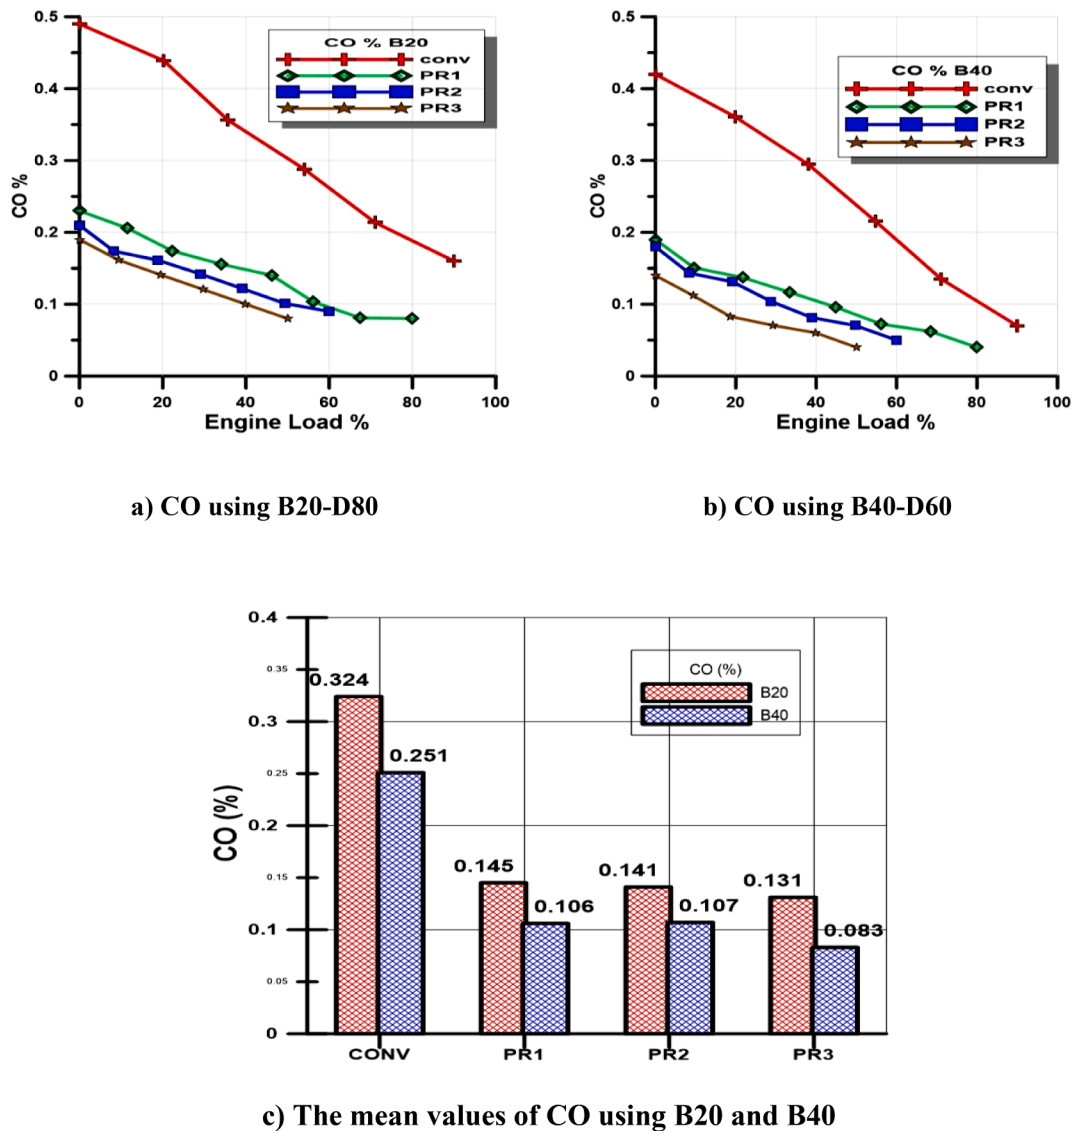 0.5
0.4
0.3
0.2
0.1
0
CO %
CO % B20
conv
PR1
PR2
PR3
0 20 40 60 80 100
Engine Load %
0.5
0.4
0.3
0.2
0.1
0
CO %
CO % B40
conv
PR1
PR2
PR3
0 20 40 60 80 100
Engine Load %
a) CO using B20-D80
b) CO using B40-D60
0.4
0.35
0.3
0.25
0.2
0.15
0.1
0.05
0
CO (%)
CO (%)
B20
B40
0.324
0.251
0.145
0.106
0.141
0.107
0.131
0.083
CONV PR1 PR2 PR3
c) The mean values of CO using B20 and B40